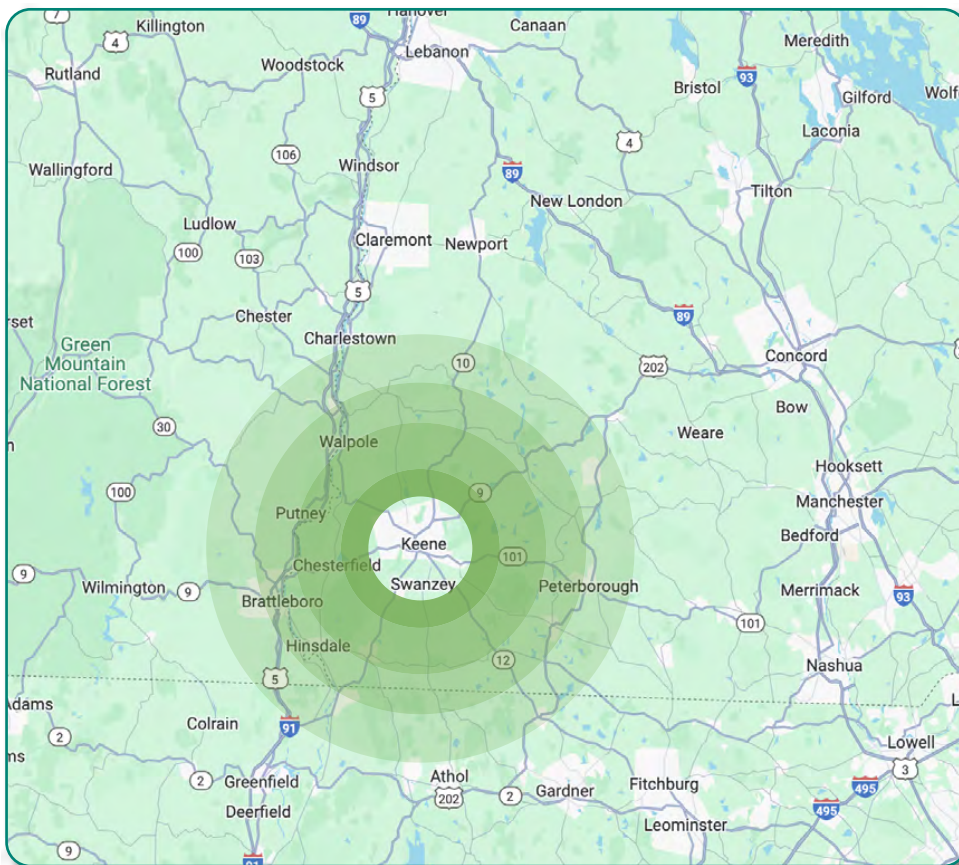 7
Killington
89
Hanover
Canaan
4
Meredith
Lebanon
Woodstock
Rutland
93
Bristol
5
Gilford
Laconia
4
106
Windsor
Wallingford
89
Tilton
New London
Ludlow
Claremont
Newport
100
103
5
Chester
89
rset
Charlestown
Green
Mountain
National Forest
Concord
10
202
Bow
30
Weare
Walpole
Hooksett
100
9
Manchester
Putney
Bedford
Keene
101
Chesterfield
9
Swanzey
Peterborough
Wilmington
9
Merrimack
93
Brattleboro
101
Hinsdale
12
Nashua
5
Adams
Colrain
91
2
Lowell
ms
3
2
Greenfield
Athol
Fitchburg
495
202
2
Gardner
Deerfield
495
Leominster
9
91